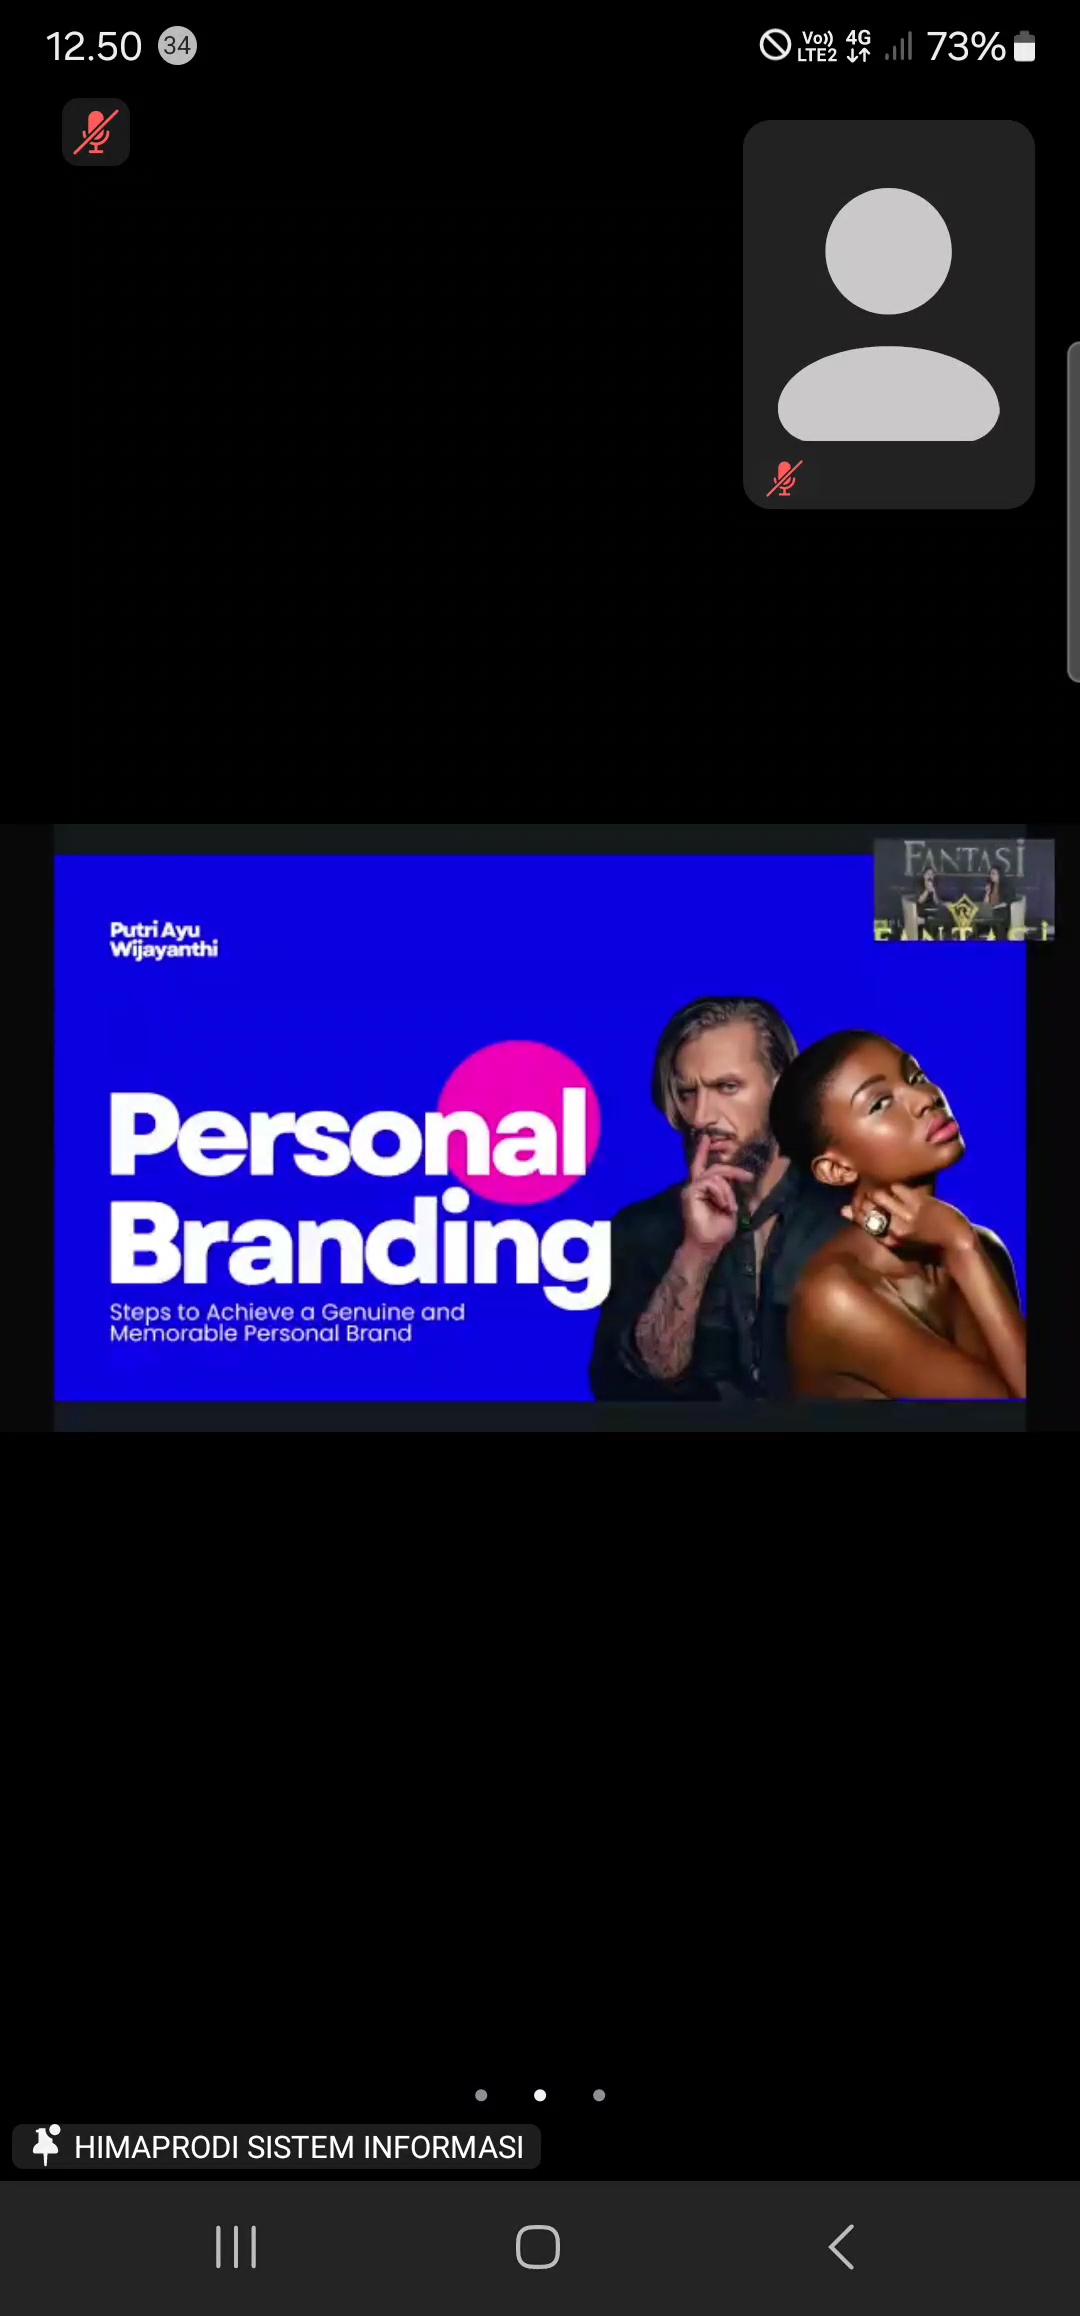 12.50 34
Vo)) 4G 73%
LTE2
FANTASI
FANTASI
Putri Ayu
Wijayanthi
Personal
Branding
Steps to Achieve a Genuine and
Memorable Personal Brand
HIMAPRODI SISTEM INFORMASI